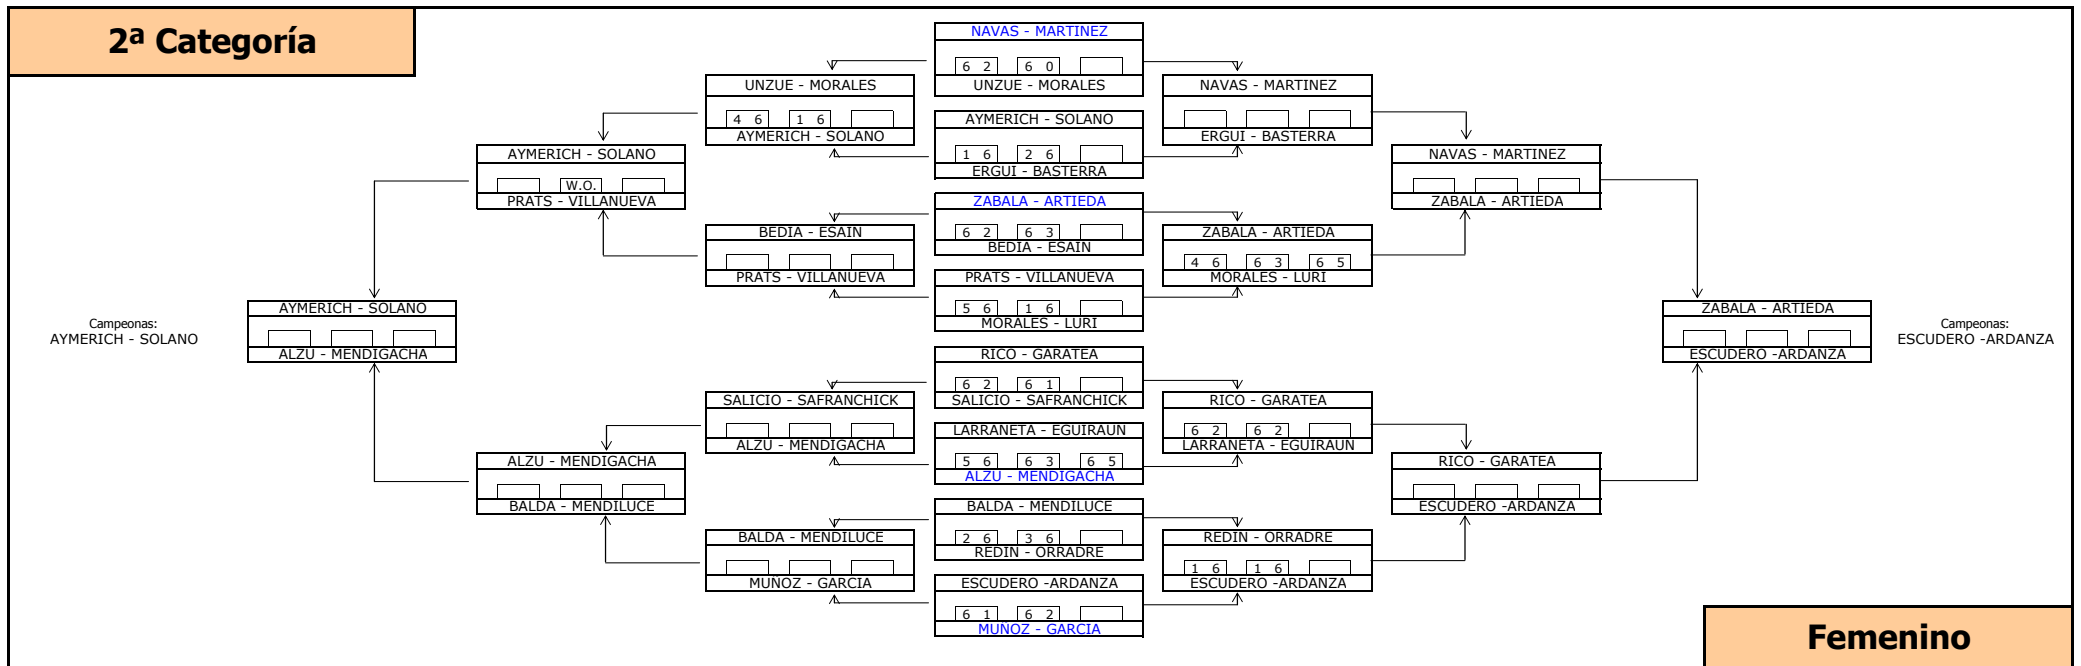 2ª Categoría
NAVAS - MARTINEZ
6 2 6 0
UNZUE - MORALES
AYMERICH - SOLANO
1 6 2 6
ERGUI - BASTERRA
ZABALA - ARTIEDA
6 2 6 3
BEDIA - ESAIN
PRATS - VILLANUEVA
5 6 1 6
MORALES - LURI
RICO - GARATEA
6 2 6 1
SALICIO - SAFRANCHICK
LARRAÑETA - EGUIRAUN
5 6 6 3 6 5
ALZU - MENDIGACHA
BALDA - MENDILUCE
2 6 3 6
REDIN - ORRADRE
ESCUDERO -ARDANZA
6 1 6 2
MUÑOZ - GARCIA
UNZUE - MORALES
4 6 1 6
AYMERICH - SOLANO
BEDIA - ESAIN
PRATS - VILLANUEVA
SALICIO - SAFRANCHICK
ALZU - MENDIGACHA
BALDA - MENDILUCE
MUÑOZ - GARCIA
AYMERICH - SOLANO
W.O.
PRATS - VILLANUEVA
ALZU - MENDIGACHA
BALDA - MENDILUCE
AYMERICH - SOLANO
ALZU - MENDIGACHA
Campeonas:
AYMERICH - SOLANO
NAVAS - MARTINEZ
ERGUI - BASTERRA
ZABALA - ARTIEDA
4 6 6 3 6 5
MORALES - LURI
RICO - GARATEA
6 2 6 2
LARRAÑETA - EGUIRAUN
REDIN - ORRADRE
1 6 1 6
ESCUDERO -ARDANZA
NAVAS - MARTINEZ
ZABALA - ARTIEDA
RICO - GARATEA
ESCUDERO -ARDANZA
ZABALA - ARTIEDA
ESCUDERO -ARDANZA
Campeonas:
ESCUDERO -ARDANZA
Femenino